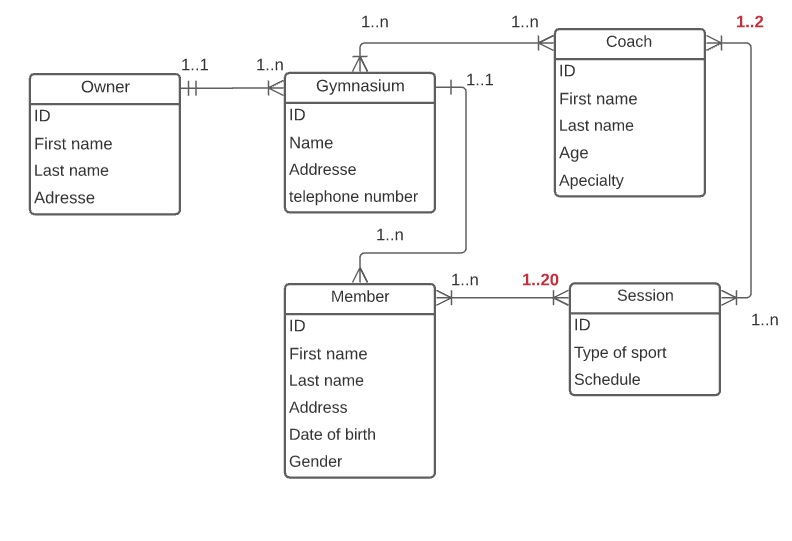 Owner
ID
First name
Last name
Adresse
1..1
1..n
Gymnasium
ID
Name
Addresse
telephone number
1..n
1..n
Coach
ID
First name
Last name
Age
Apecialty
1..2
1..1
1..n
Member
ID
First name
Last name
Address
Date of birth
Gender
1..n
1..20
Session
ID
Type of sport
Schedule
1..n